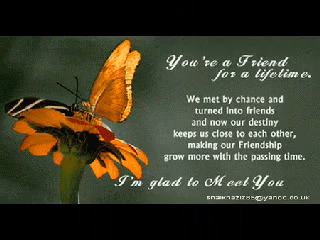 You're a Friend
for a lifetime.
We met by chance and
turned into friends
and now our destiny
keeps us close to each other,
making our Friendship
grow more with the passing time.
I'm glad to Meet You